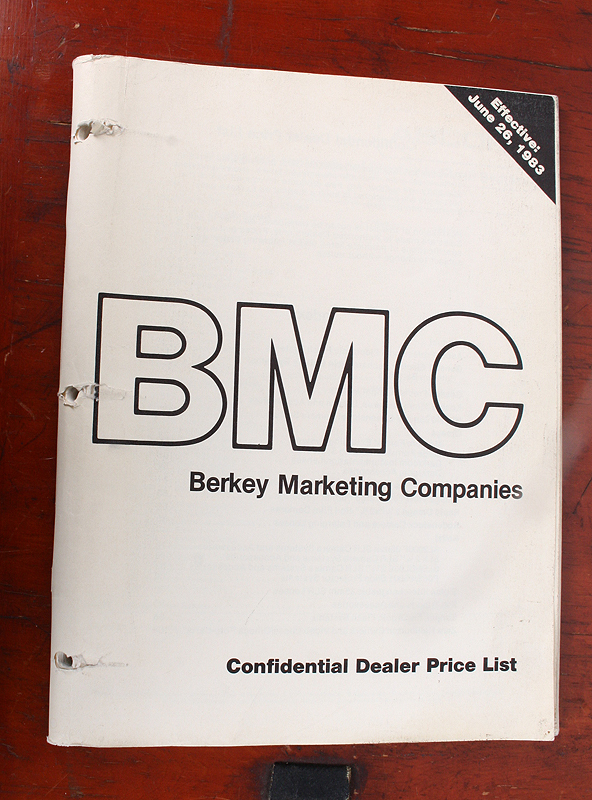 Effective:
June 26, 1983
BMC
Berkey Marketing Companies
Confidential Dealer Price List